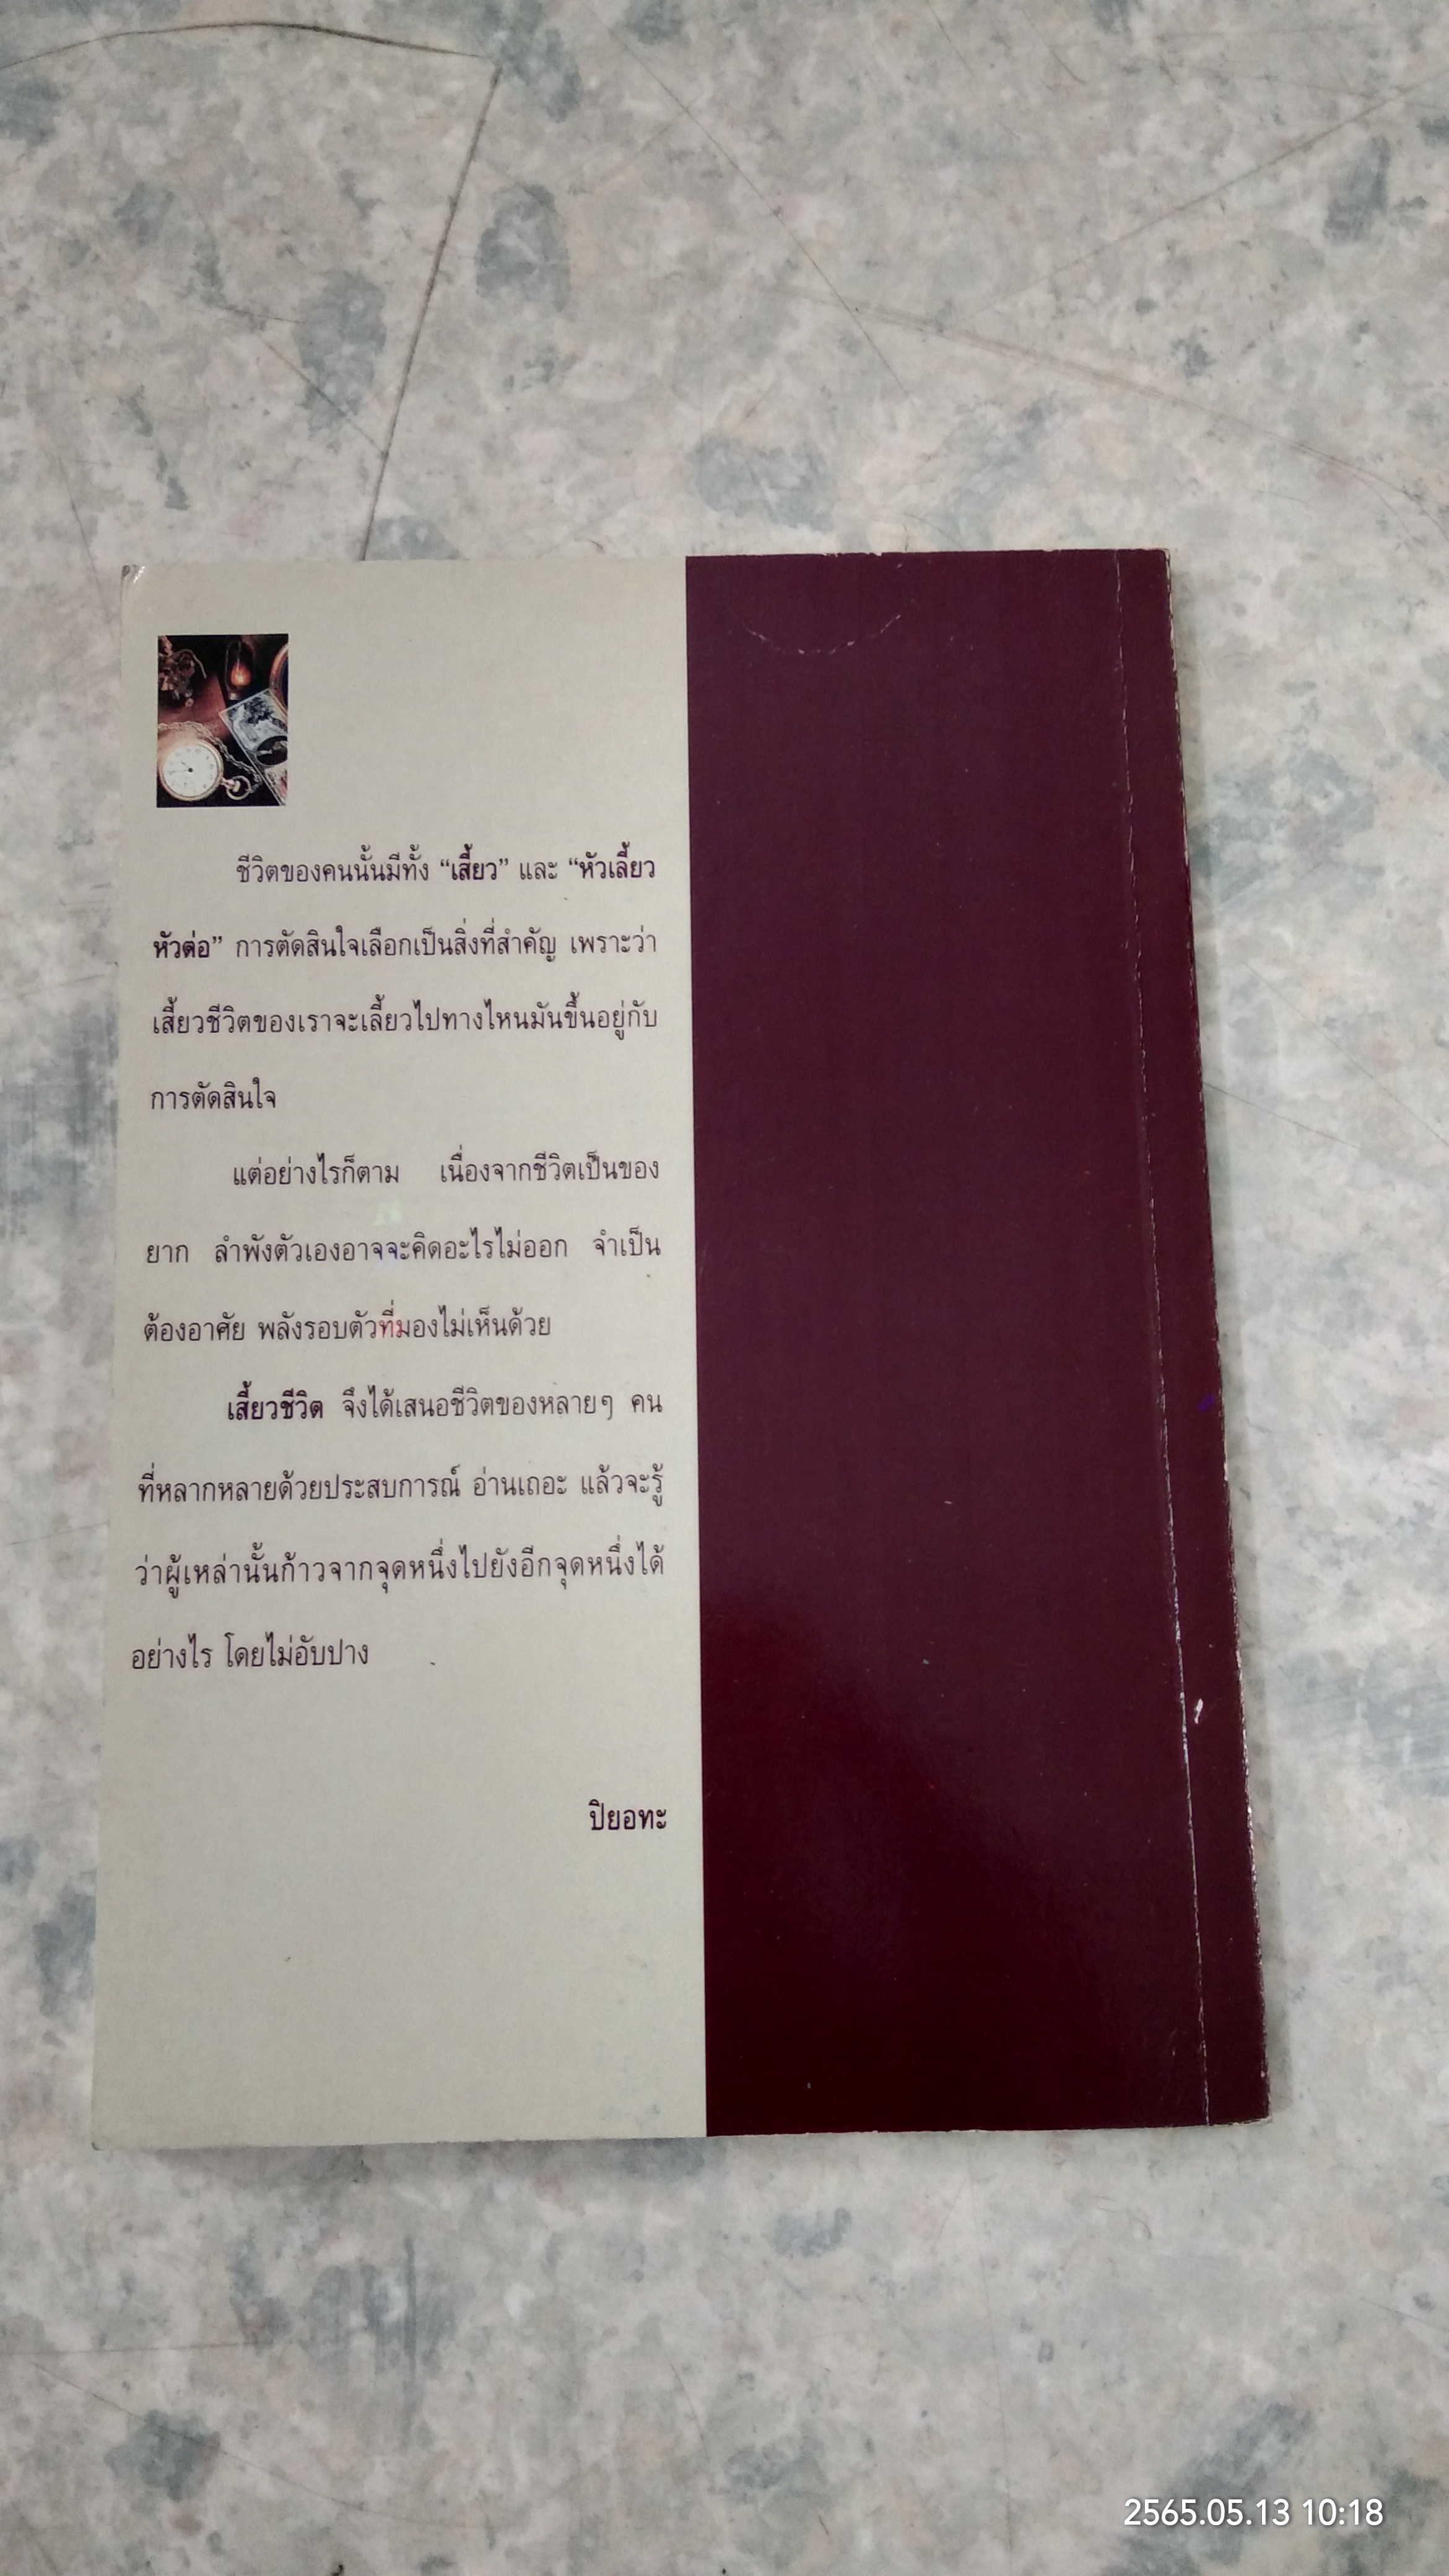 ชีวิตของคนนั้นมีทั้ง “เสี้ยว” และ “หัวเลี้ยว
หัวต่อ” การตัดสินใจเลือกเป็นสิ่งที่สำคัญ เพราะว่า
เสี้ยวชีวิตของเราจะเลี้ยวไปทางไหนมันขึ้นอยู่กับ
การตัดสินใจ
แต่อย่างไรก็ตาม เนื่องจากชีวิตเป็นของ
ยาก ลำพังตัวเองอาจจะคิดอะไรไม่ออก จำเป็น
ต้องอาศัย พลังรอบตัวที่มองไม่เห็นด้วย
เสี้ยวชีวิต จึงได้เสนอชีวิตของหลายๆ คน
ที่หลากหลายด้วยประสบการณ์ อ่านเถอะ แล้วจะรู้
ว่าผู้เหล่านั้นก้าวจากจุดหนึ่งไปยังอีกจุดหนึ่งได้
อย่างไร โดยไม่อับปาง
ปิยอทะ
2565.05.13 10:18